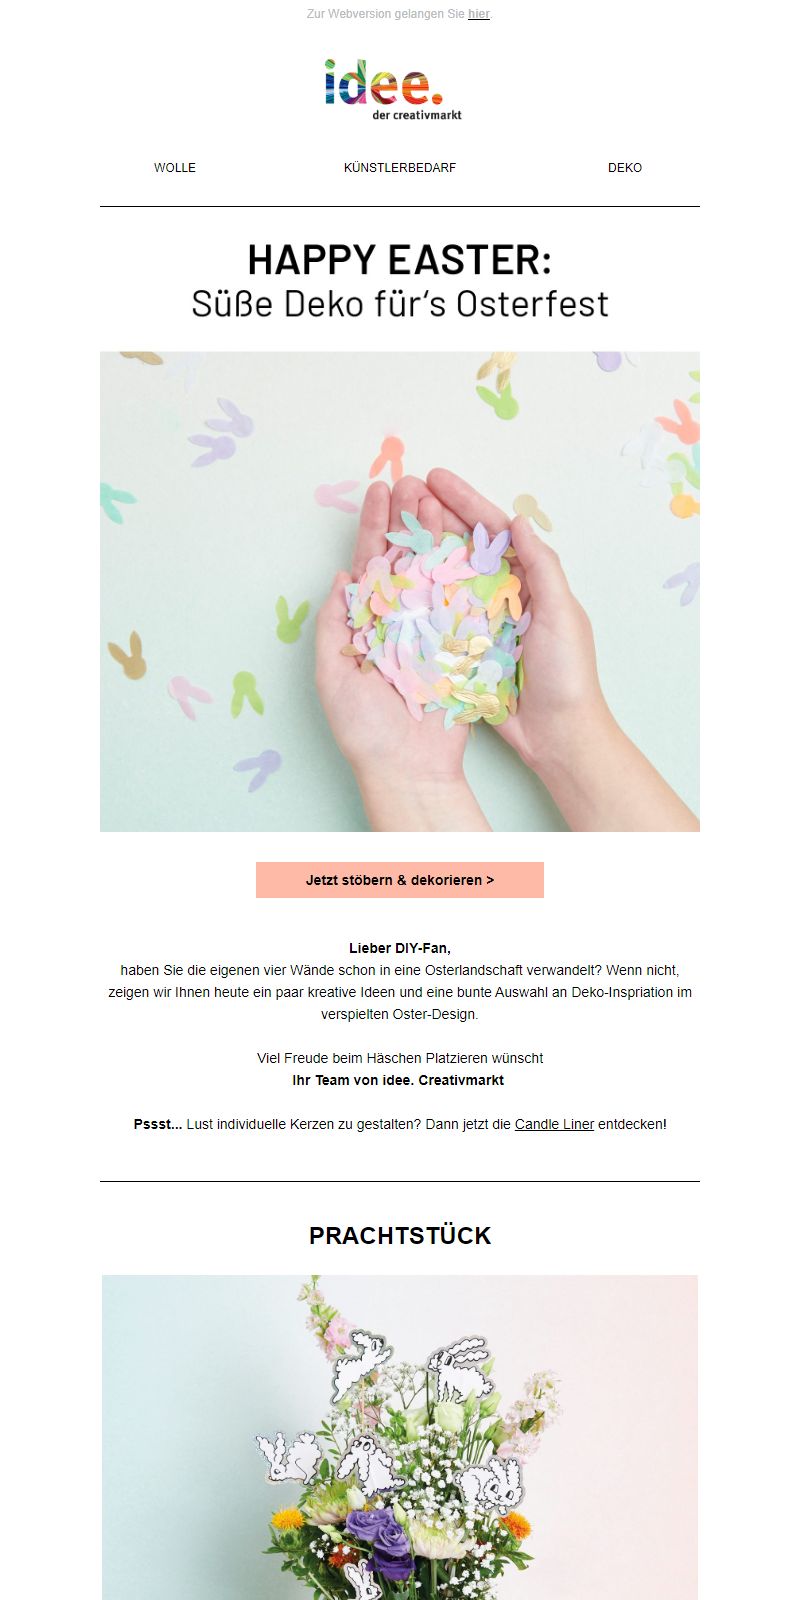 Zur Webversion gelangen Sie hier.
idee.
der creativmarkt
WOLLE
KÜNSTLERBEDARF
DEKO
HAPPY EASTER:
Süße Deko für's Osterfest
Jetzt stöbern & dekorieren >
Lieber DIY-Fan,
haben Sie die eigenen vier Wände schon in eine Osterlandschaft verwandelt? Wenn nicht,
zeigen wir Ihnen heute ein paar kreative Ideen und eine bunte Auswahl an Deko-Inspriation im
verspielten Oster-Design.
Viel Freude beim Häschen Platzieren wünscht
Ihr Team von idee. Creativmarkt
Pssst... Lust individuelle Kerzen zu gestalten? Dann jetzt die Candle Liner entdecken!
PRACHTSTÜCK